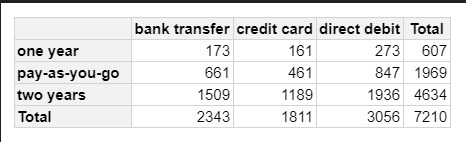 bank transfer credit card direct debit Total
one year 173 161 273 607
pay-as-you-go 661 461 847 1969
two years 1509 1189 1936 4634
Total 2343 1811 3056 7210